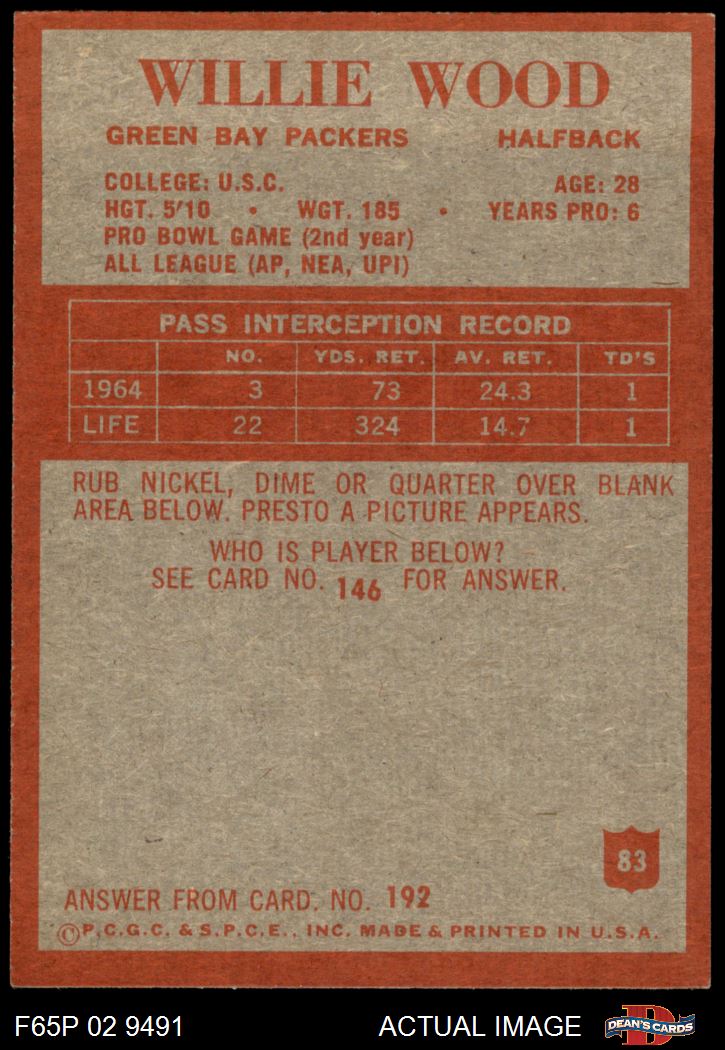 WILLIE WOOD
GREEN BAY PACKERS HALFBACK
COLLEGE: U.S.C. AGE: 28
HGT. 5/10 • WGT. 185 • YEARS PRO: 6
PRO BOWL GAME (2nd year)
ALL LEAGUE (AP, NEA, UPI)
PASS INTERCEPTION RECORD
NO. YDS. RET. AV. RET. TD'S
1964 3 73 24.3 1
LIFE 22 324 14.7 1
RUB NICKEL, DIME OR QUARTER OVER BLANK
AREA BELOW. PRESTO A PICTURE APPEARS.
WHO IS PLAYER BELOW?
SEE CARD NO. 146 FOR ANSWER.
83
ANSWER FROM CARD. NO. 192
©P.C.G.C. & S.P.C.E., INC. MADE & PRINTED IN U.S.A.
F65P 02 9491 ACTUAL IMAGE D DEAN'S CARDS